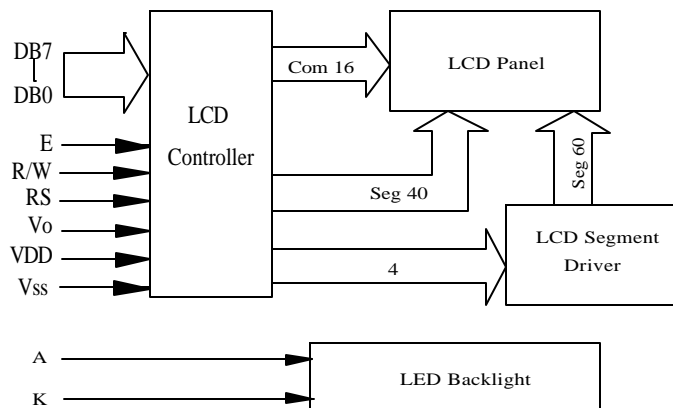 DB7
DB0
E
R/W
RS
Vo
VDD
Vss
LCD
Controller
Com 16
Seg 40
4
LCD Panel
Seg 60
LCD Segment
Driver
A
K
LED Backlight